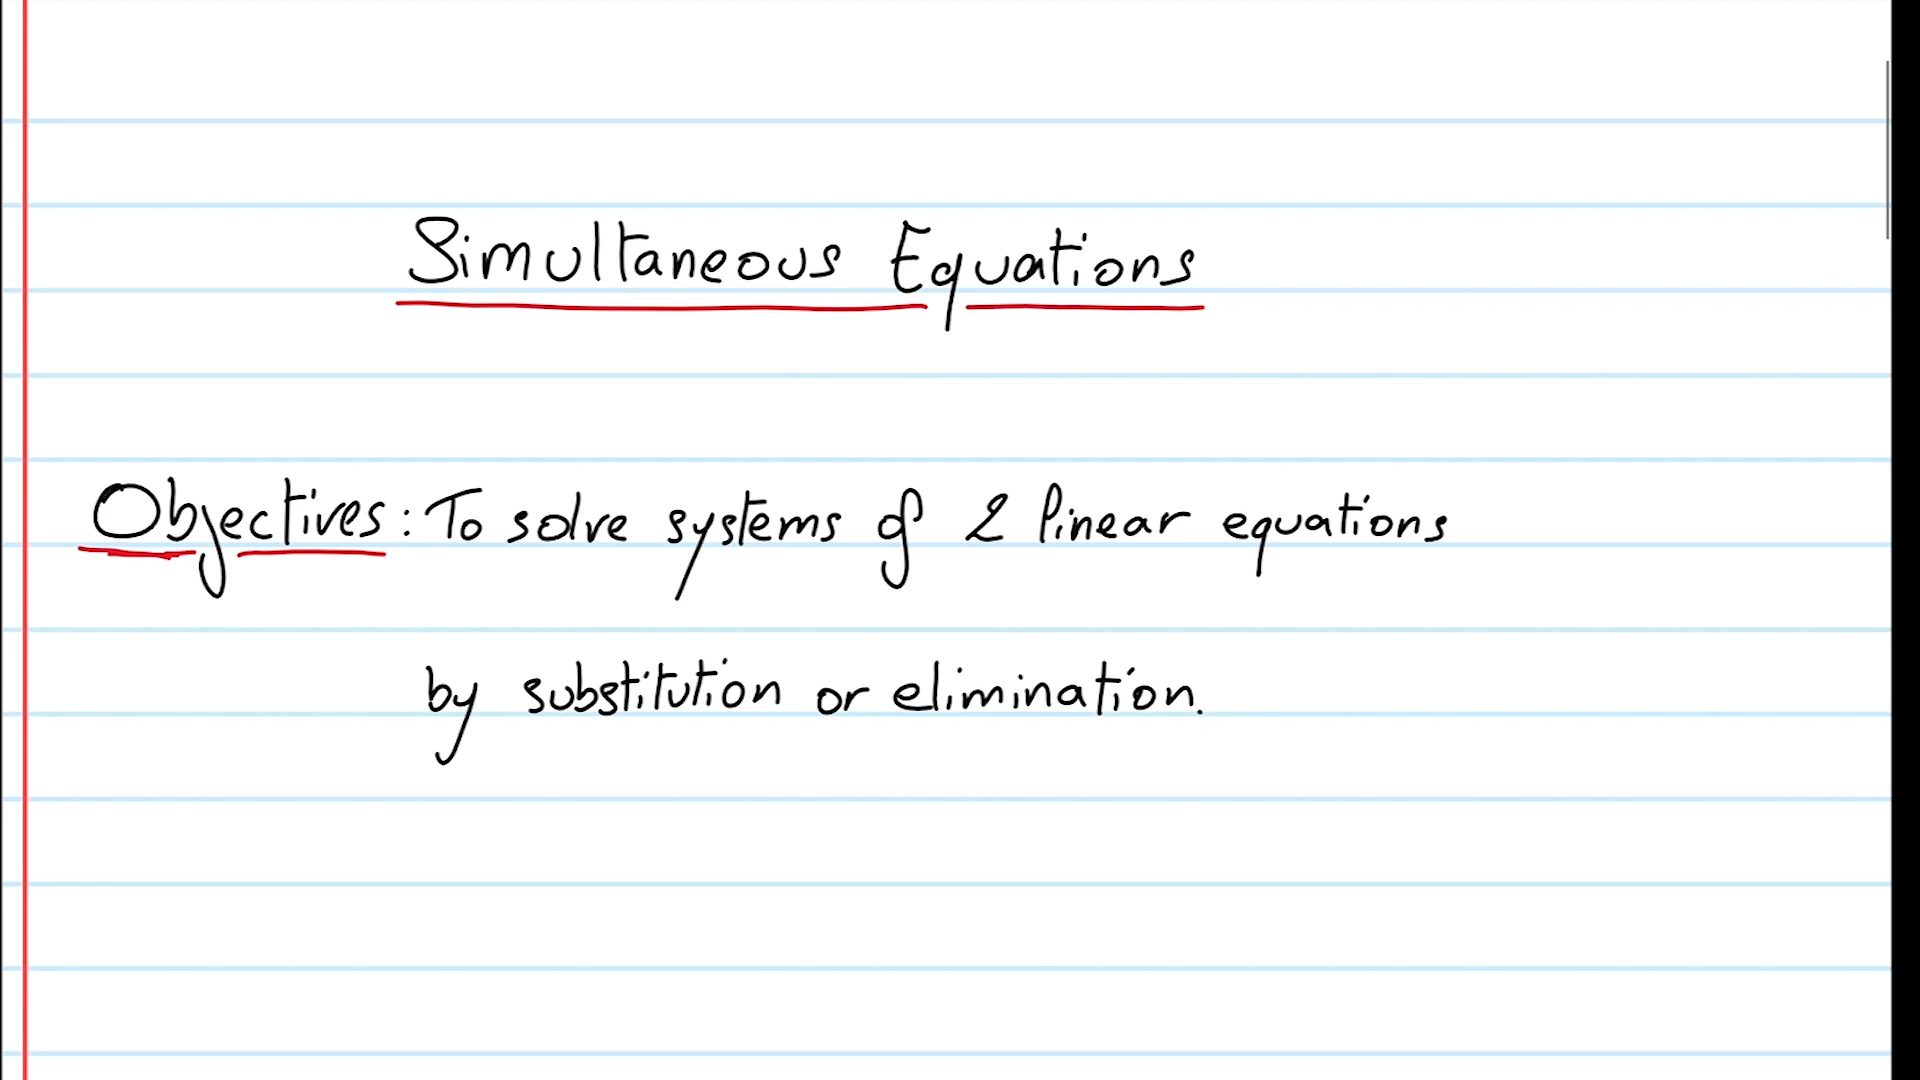 Simultaneous Equations
Objectives: To solve systems of 2 linear equations
by substitution or elimination.